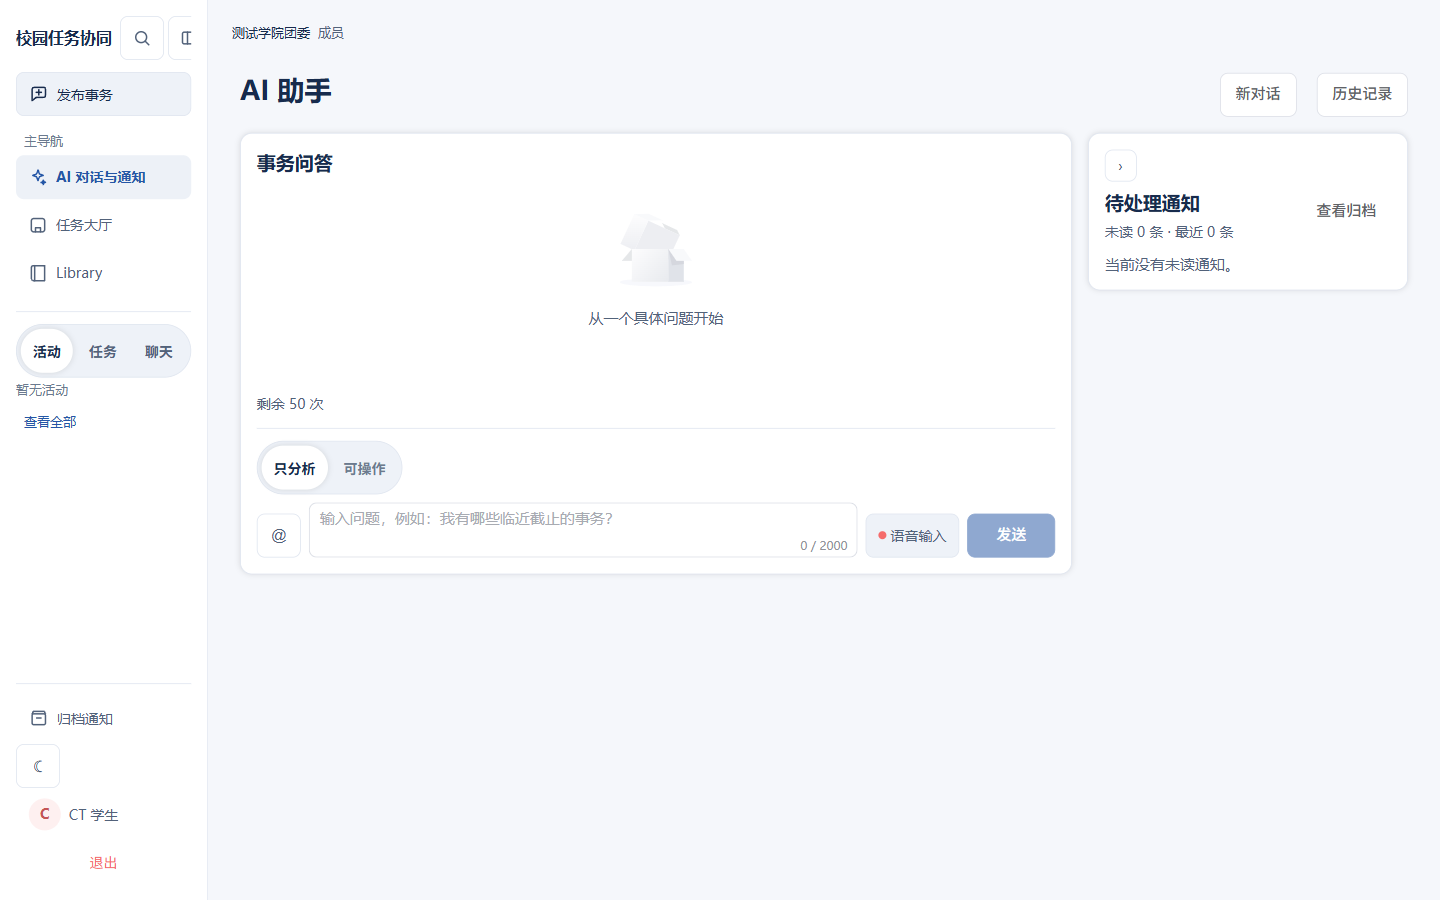 校园任务协同
发布事务
主导航
AI 对话与通知
任务大厅
Library
活动 任务 聊天
暂无活动
查看全部
归档通知
C CT 学生
退出
测试学院团委 成员
AI 助手
新对话 历史记录
事务问答
从一个具体问题开始
剩余 50 次
只分析 可操作
@ 输入问题，例如：我有哪些临近截止的事务？
0 / 2000
语音输入 发送
›
待处理通知
查看归档
未读 0 条 · 最近 0 条
当前没有未读通知。